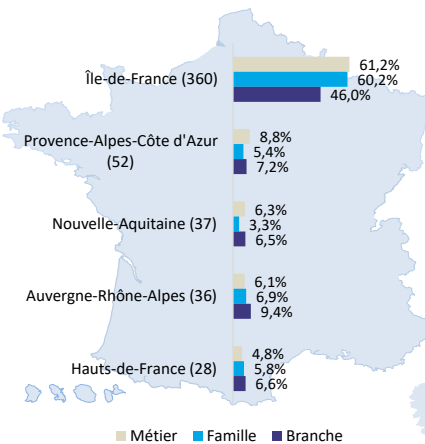 Île-de-France (360)
61,2%
60,2%
46,0%
Provence-Alpes-Côte d'Azur
(52)
8,8%
5,4%
7,2%
Nouvelle-Aquitaine (37)
6,3%
3,3%
6,5%
Auvergne-Rhône-Alpes (36)
6,1%
6,9%
9,4%
Hauts-de-France (28)
4,8%
5,8%
6,6%
Métier Famille Branche